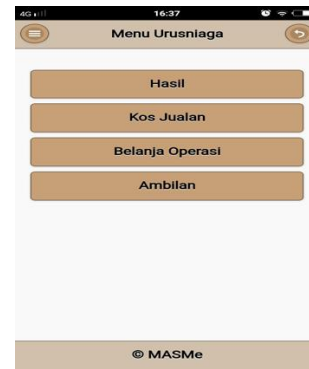 4G 16:37
Menu Urusniaga
Hasil
Kos Jualan
Belanja Operasi
Ambilan
© MASMe